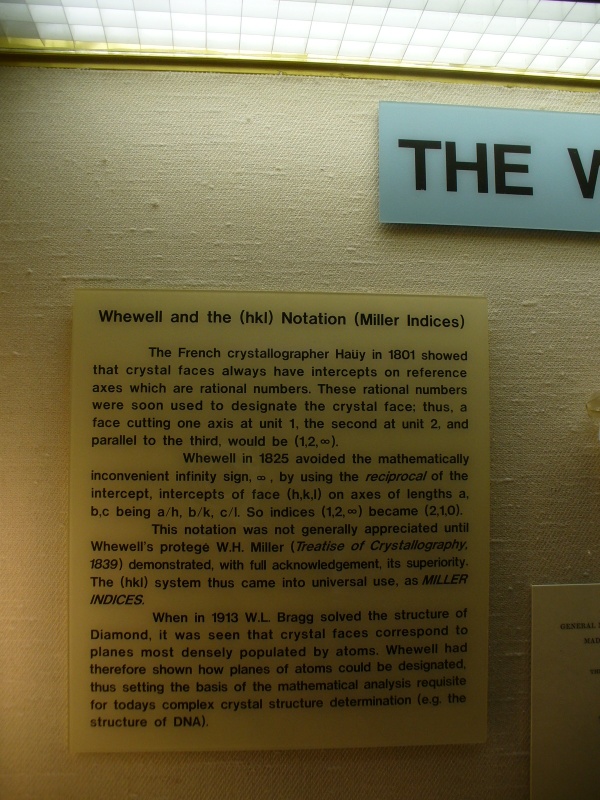 THE W
Whewell and the (hkl) Notation (Miller Indices)
The French crystallographer Haüy in 1801 showed
that crystal faces always have intercepts on reference
axes which are rational numbers. These rational numbers
were soon used to designate the crystal face; thus, a
face cutting one axis at unit 1, the second at unit 2, and
parallel to the third, would be (1,2,∞).
Whewell in 1825 avoided the mathematically
inconvenient infinity sign, ∞, by using the reciprocal of the
intercept, intercepts of face (h,k,l) on axes of lengths a,
b,c being a/h, b/k, c/l. So indices (1,2,∞) became (2,1,0).
This notation was not generally appreciated until
Whewell's protegé W.H. Miller (Treatise of Crystallography,
1839) demonstrated, with full acknowledgement, its superiority.
The (hkl) system thus came into universal use, as MILLER
INDICES.
When in 1913 W.L. Bragg solved the structure of
Diamond, it was seen that crystal faces correspond to
planes most densely populated by atoms. Whewell had
therefore shown how planes of atoms could be designated,
thus setting the basis of the mathematical analysis requisite
for todays complex crystal structure determination (e.g. the
structure of DNA).
GENERAL
MAD